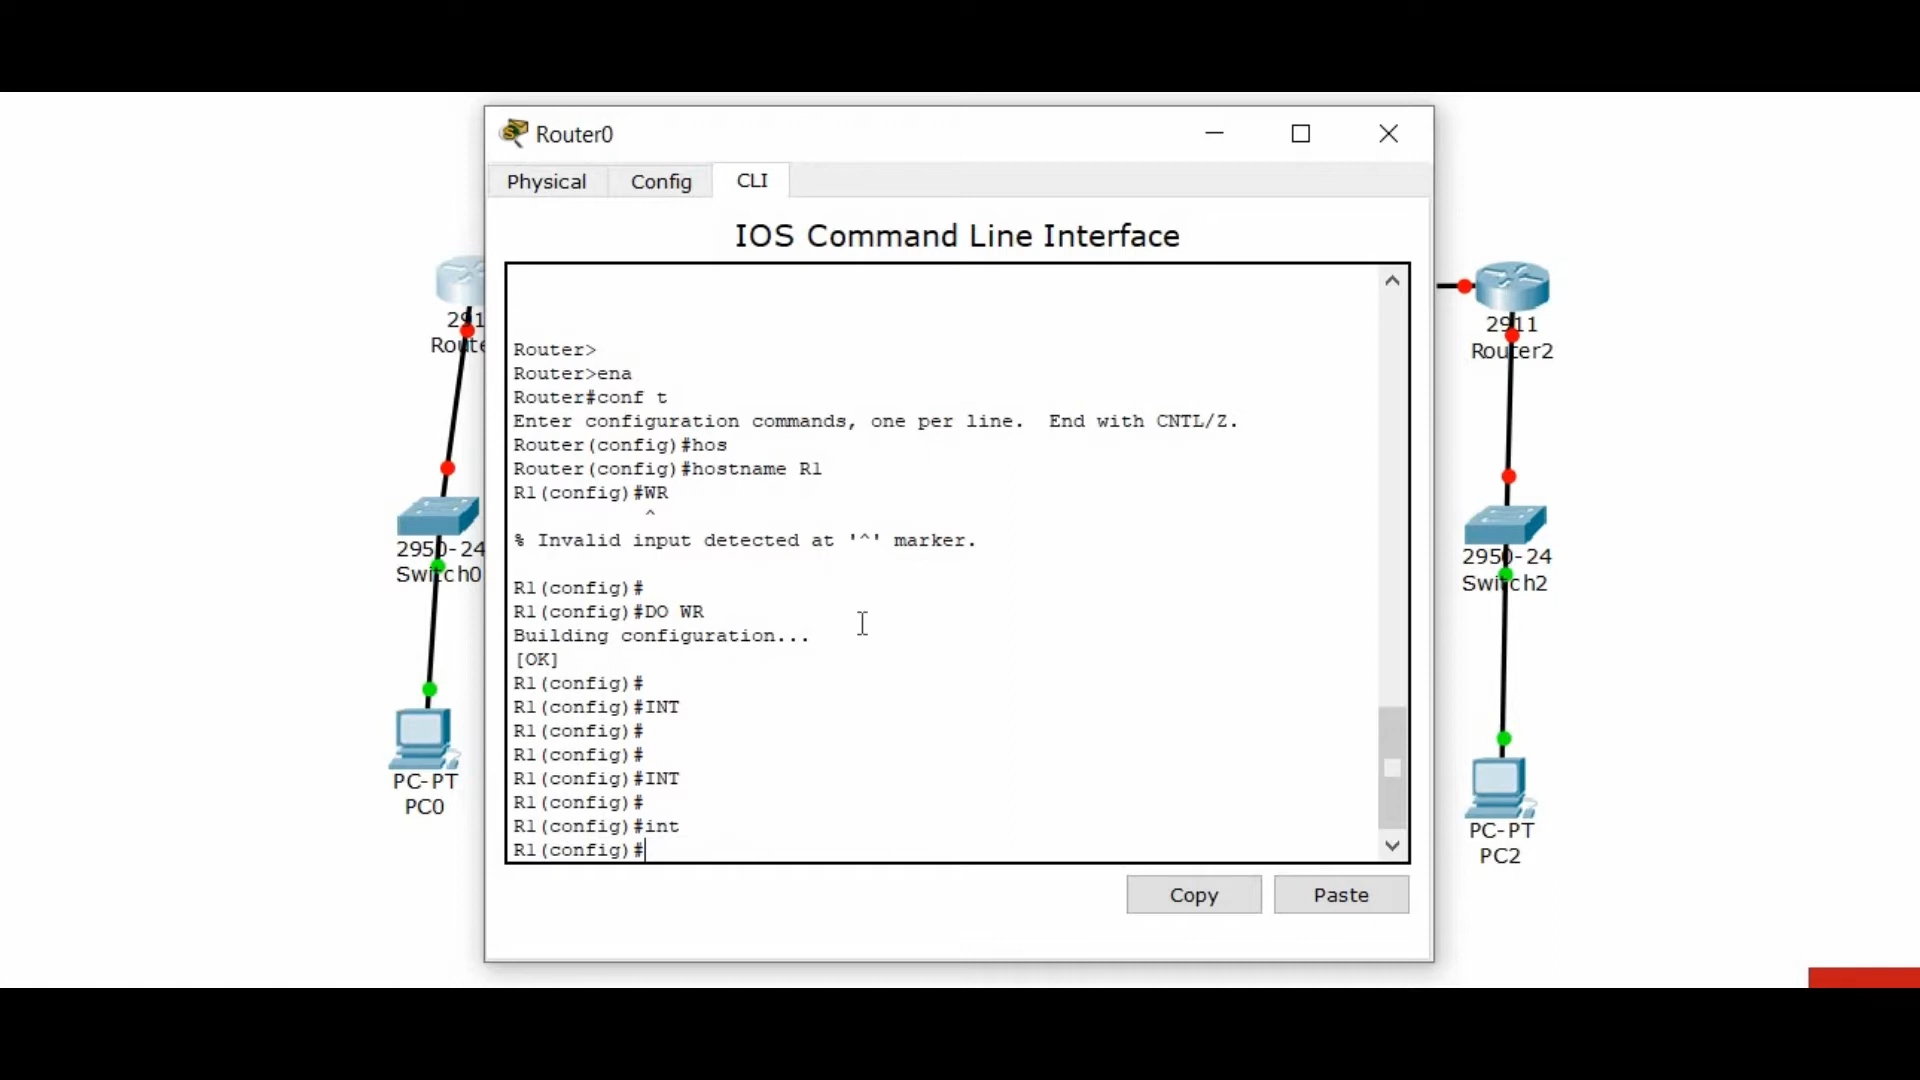 Router0
Physical
Config
CLI
IOS Command Line Interface
Router>
Router>ena
Router#conf t
Enter configuration commands, one per line.  End with CNTL/Z.
Router(config)#hos
Router(config)#hostname R1
R1(config)#WR
^
% Invalid input detected at '^' marker.
R1(config)#
R1(config)#DO WR
Building configuration...
[OK]
R1(config)#
R1(config)#INT
R1(config)#
R1(config)#
R1(config)#INT
R1(config)#
R1(config)#int
R1(config)#
Copy
Paste
291
Route
2950-24
Switch0
PC-PT
PC0
2911
Router2
2950-24
Switch2
PC-PT
PC2